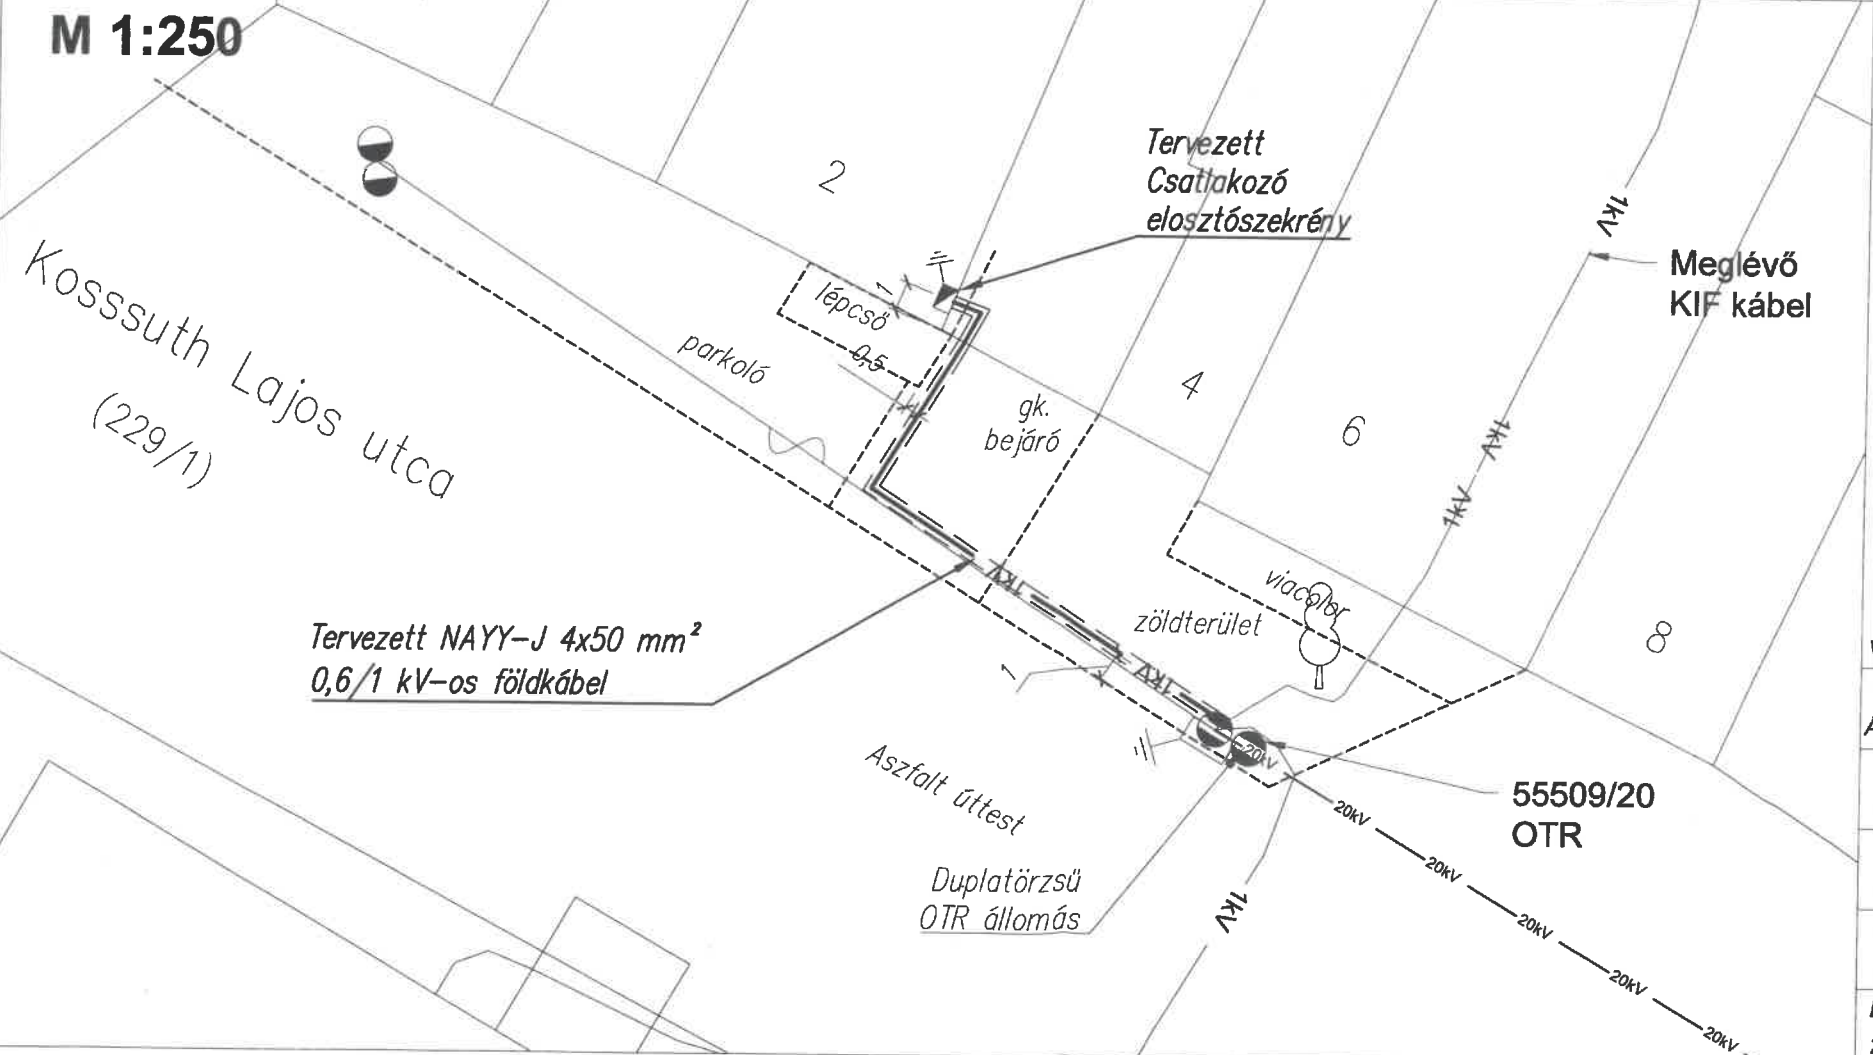 M 1:250
2
Tervezett
Csatlakozó
elosztószekrény
1kV
Meglévő
KIF kábel
Kosssuth Lajos utca
(229/1)
1
lépcső
0,5
parkoló
gk.
bejáró
4
6
1kV
1kV
8
viacolor
zöldterület
1kV
Tervezett NAYY-J 4x50 mm²
0,6/1 kV-os földkábel
1
1kV
20kV
Aszfalt úttest
55509/20
OTR
Duplatörzsű
OTR állomás
1kV
20kV
20kV
20kV
20kV
20kV